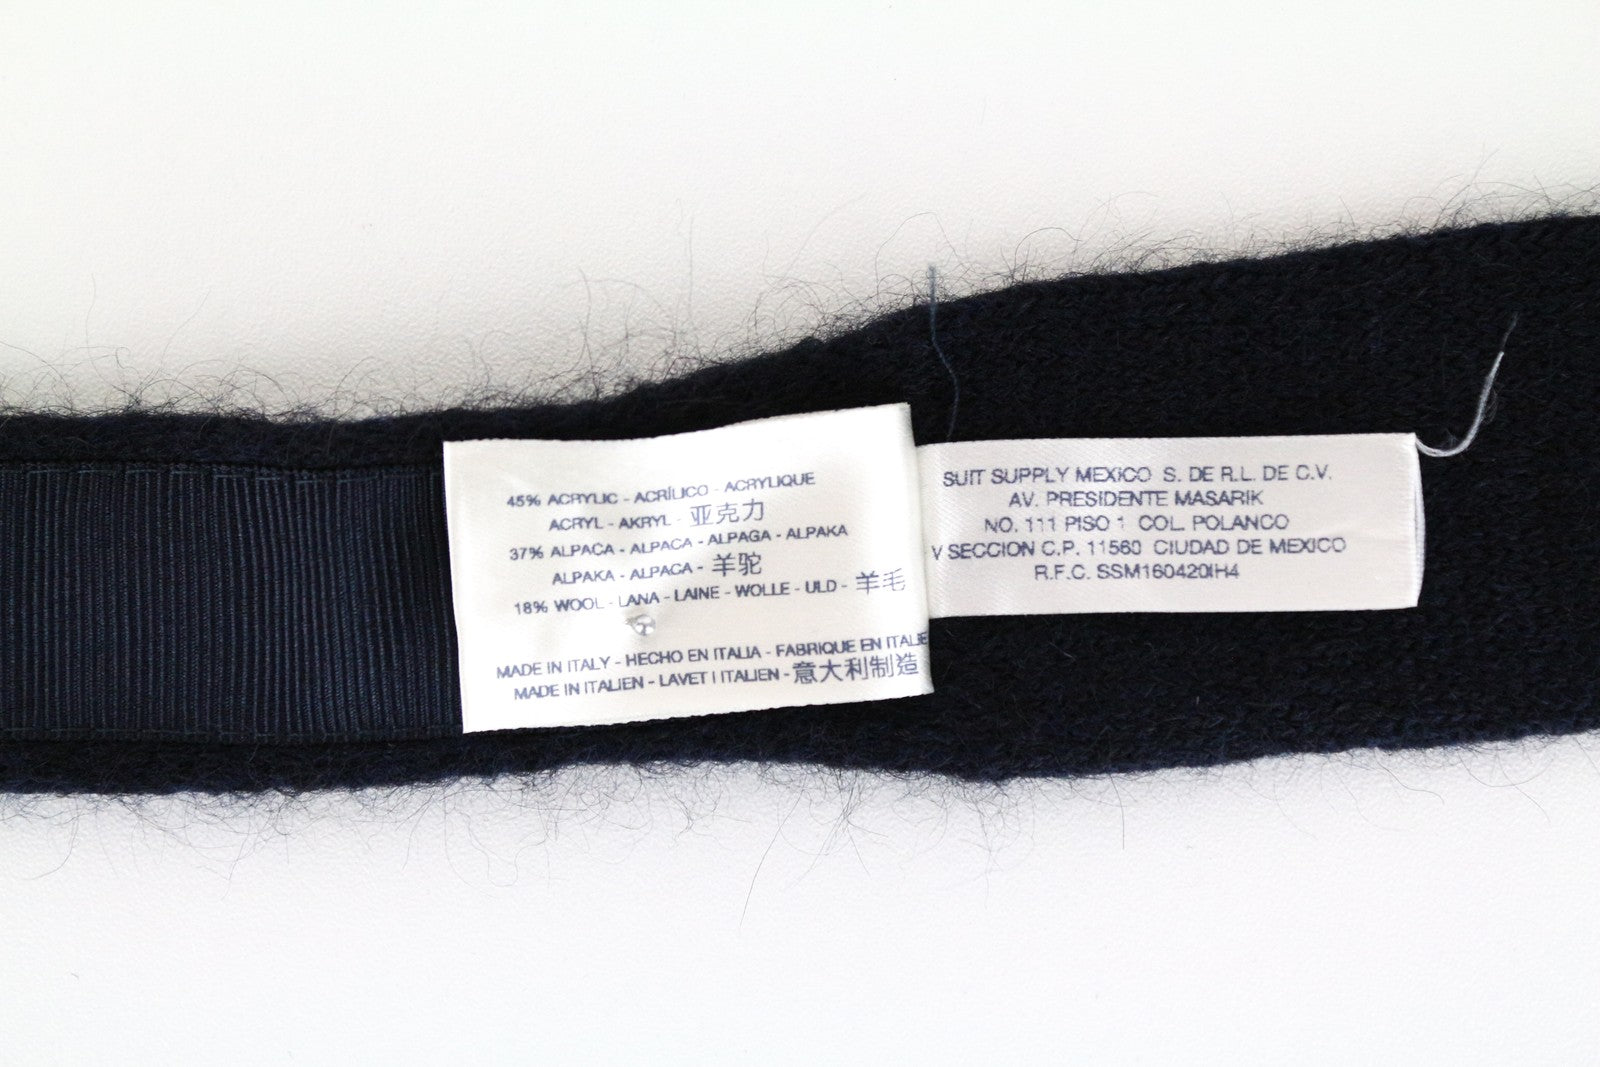 45% ACRYLIC - ACRÍLICO - ACRYLIQUE
ACRYL - AKRYL - 亚克力
37% ALPACA - ALPACA - ALPAGA - ALPAKA
ALPAKA - ALPACA - 羊驼
18% WOOL - LANA - LAINE - WOLLE - ULD - 羊毛
MADE IN ITALY - HECHO EN ITALIA - FABRIQUE EN ITALIE
MADE IN ITALIEN - LAVET I ITALIEN - 意大利制造
SUIT SUPPLY MEXICO S. DE R.L. DE C.V.
AV. PRESIDENTE MASARIK
NO. 111 PISO 1 COL. POLANCO
V SECCION C.P. 11560 CIUDAD DE MEXICO
R.F.C. SSM160420IH4